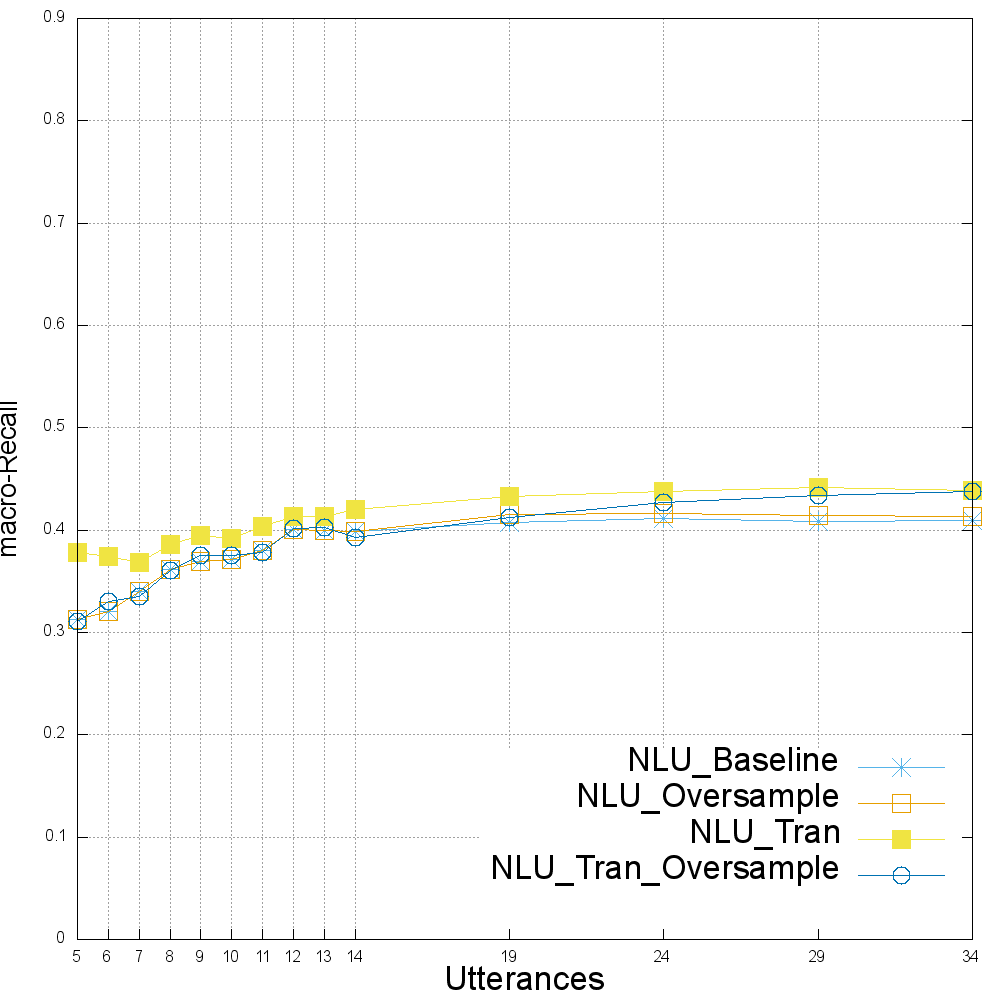 0.9
0.8
0.7
0.6
0.5
0.4
0.3
0.2
0.1
0
macro-Recall
NLU_Baseline
NLU_Oversample
NLU_Tran
NLU_Tran_Oversample
5 6 7 8 9 10 11 12 13 14 19 24 29 34
Utterances